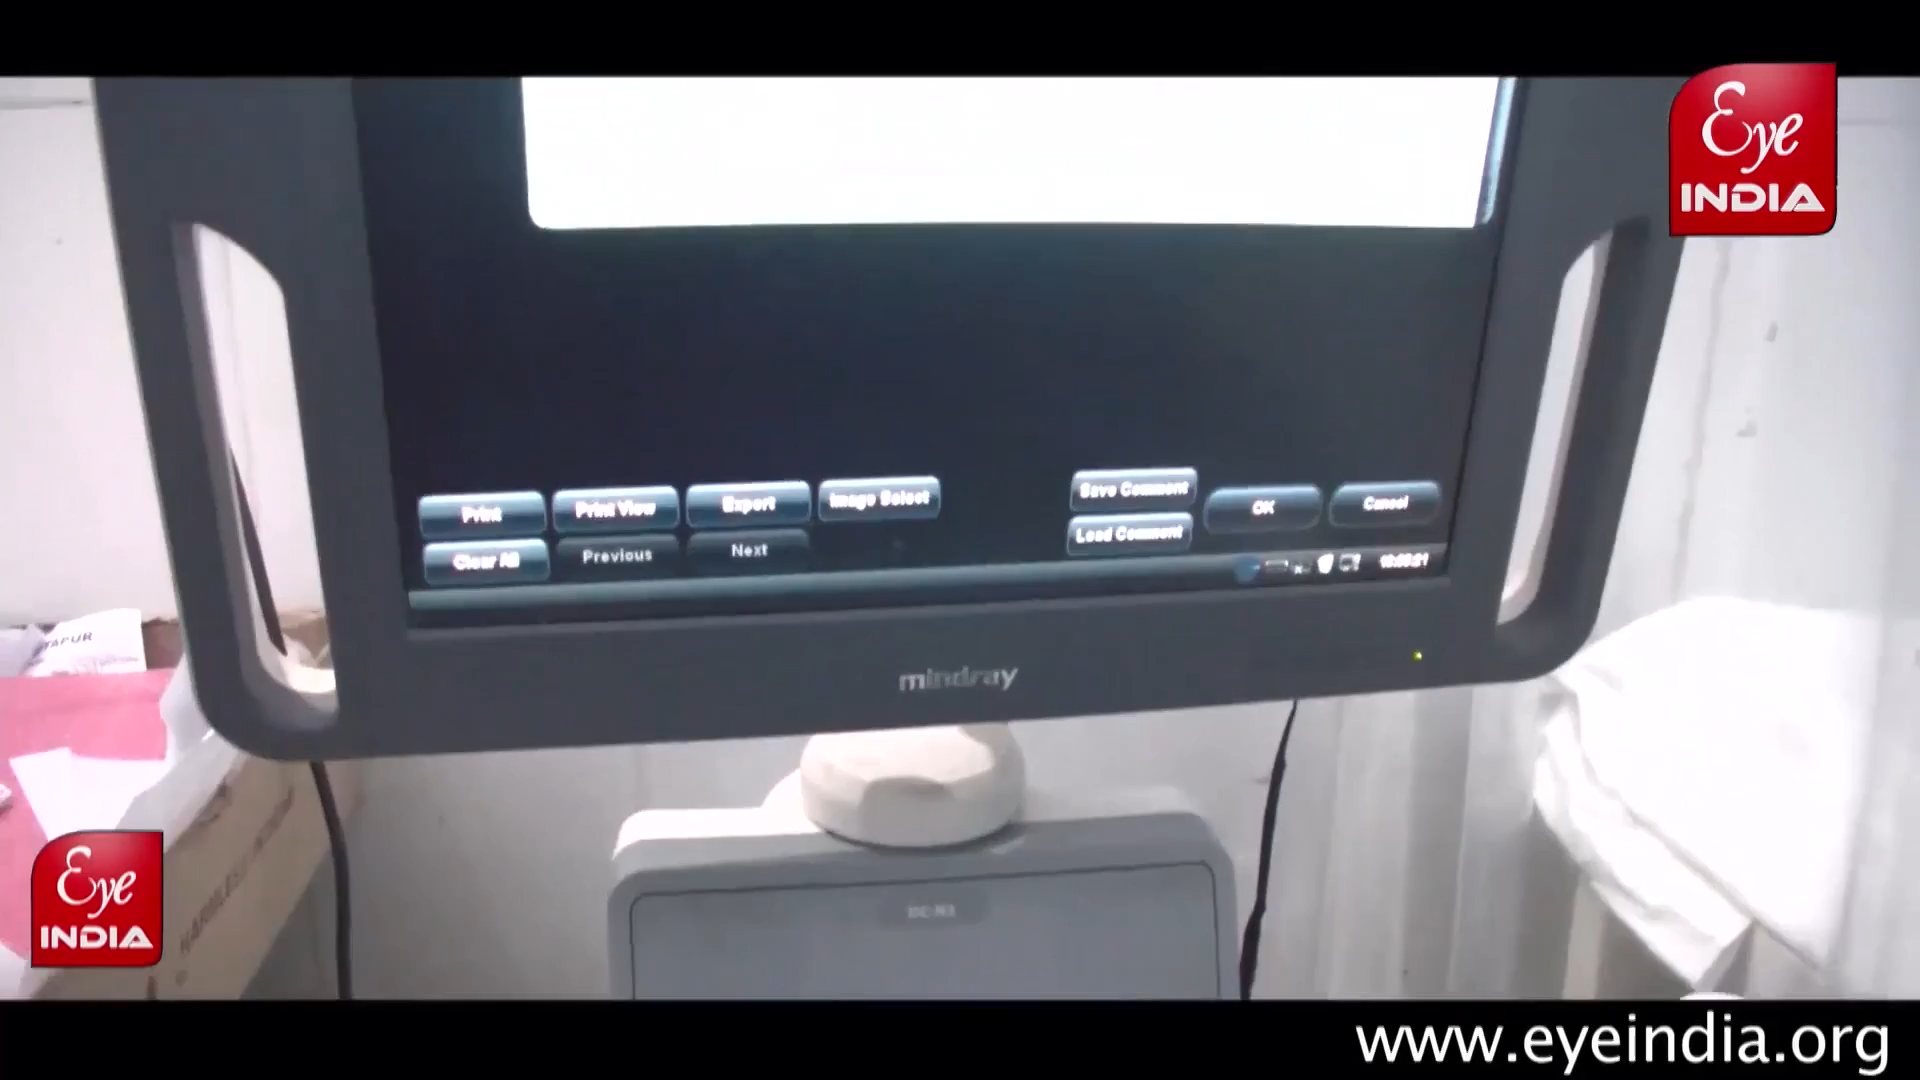 Eye
INDIA
Print
Print View
Export
Image Select
Save Comment
OK
Cancel
Clear All
Previous
Next
Load Comment
mindray
Eye
INDIA
www.eyeindia.org